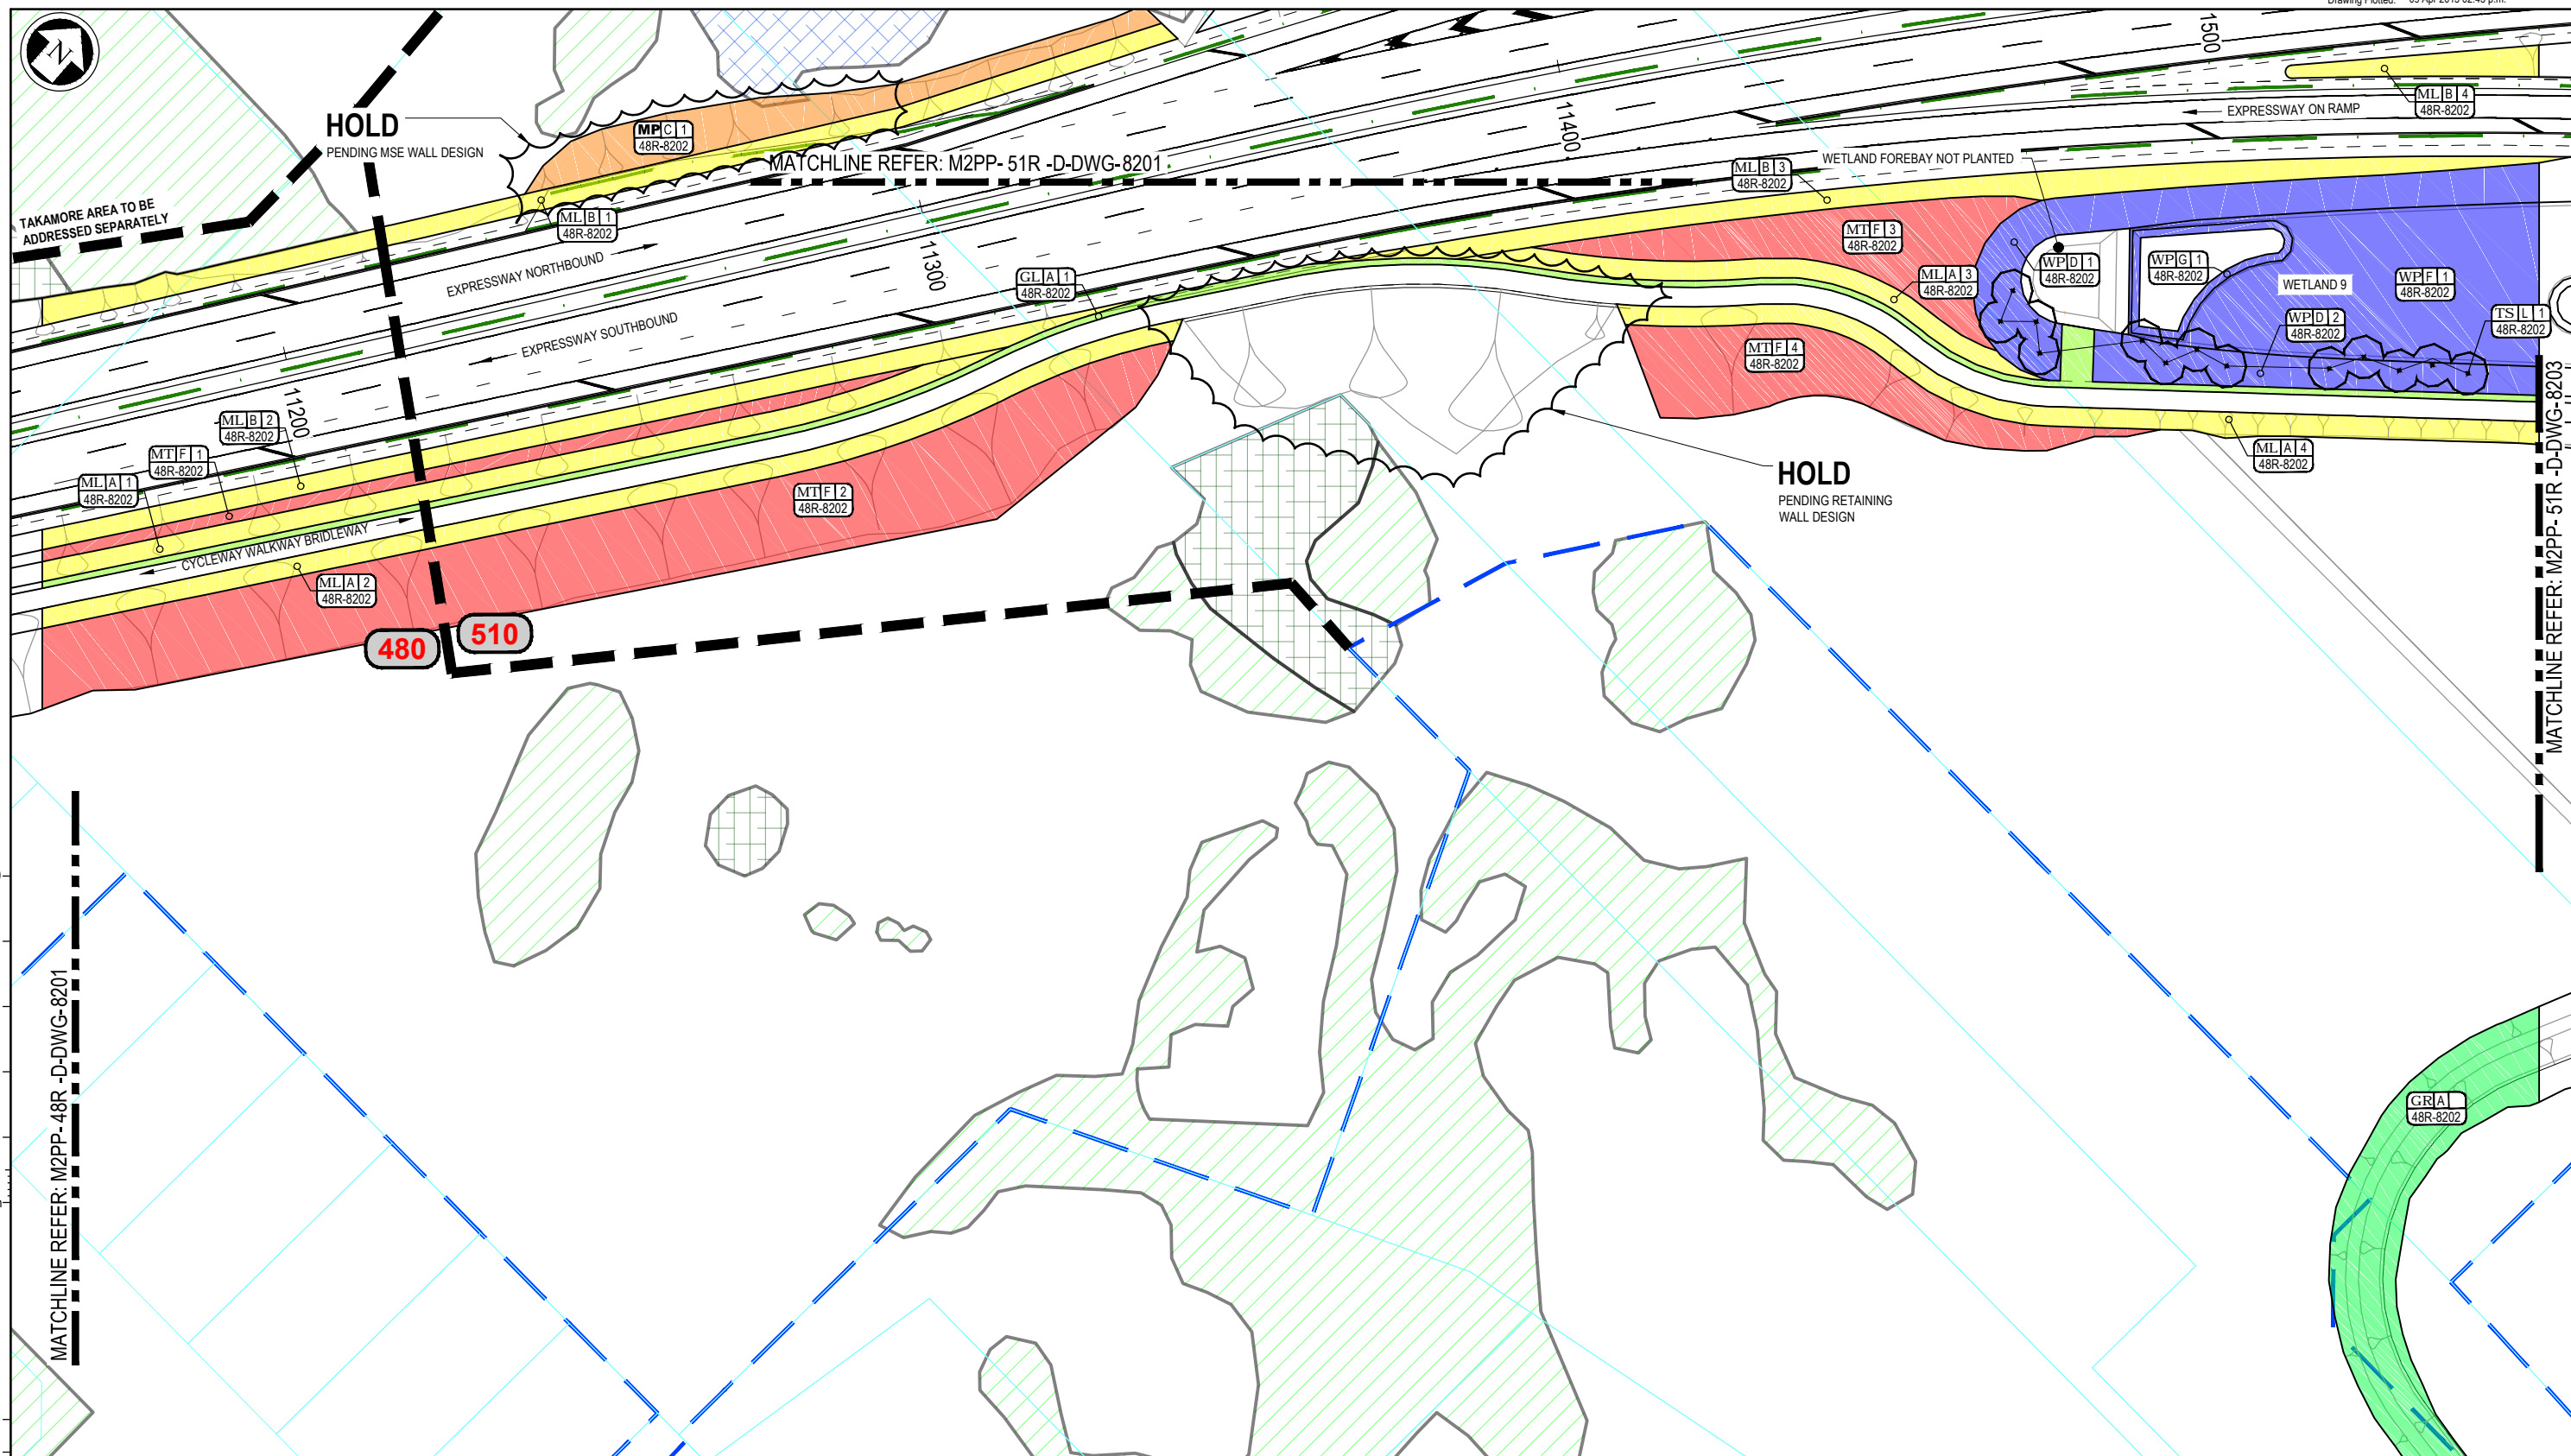 Drawing Plotted: 09 Apr 2015 02:43 p.m.
N
HOLD
PENDING MSE WALL DESIGN
TAKAMORE AREA TO BE
ADDRESSED SEPARATELY
MP C 1
48R-8202
MATCHLINE REFER: M2PP- 51R -D-DWG-8201
ML B 1
48R-8202
EXPRESSWAY NORTHBOUND
EXPRESSWAY SOUTHBOUND
11200
11300
11400
1500
EXPRESSWAY ON RAMP
ML B 4
48R-8202
WETLAND FOREBAY NOT PLANTED
ML B 3
48R-8202
MT F 3
48R-8202
ML A 3
48R-8202
WP D 1
48R-8202
WP G 1
48R-8202
WETLAND 9
WP F 1
48R-8202
WP D 2
48R-8202
TS L 1
48R-8202
GL A 1
48R-8202
MT F 4
48R-8202
ML A 4
48R-8202
ML B 2
48R-8202
MT F 1
48R-8202
ML A 1
48R-8202
CYCLEWAY WALKWAY BRIDLEWAY
ML A 2
48R-8202
MT F 2
48R-8202
HOLD
PENDING RETAINING
WALL DESIGN
480
510
MATCHLINE REFER: M2PP- 51R -D-DWG-8203
MATCHLINE REFER: M2PP- 48R -D-DWG-8201
GR A
48R-8202